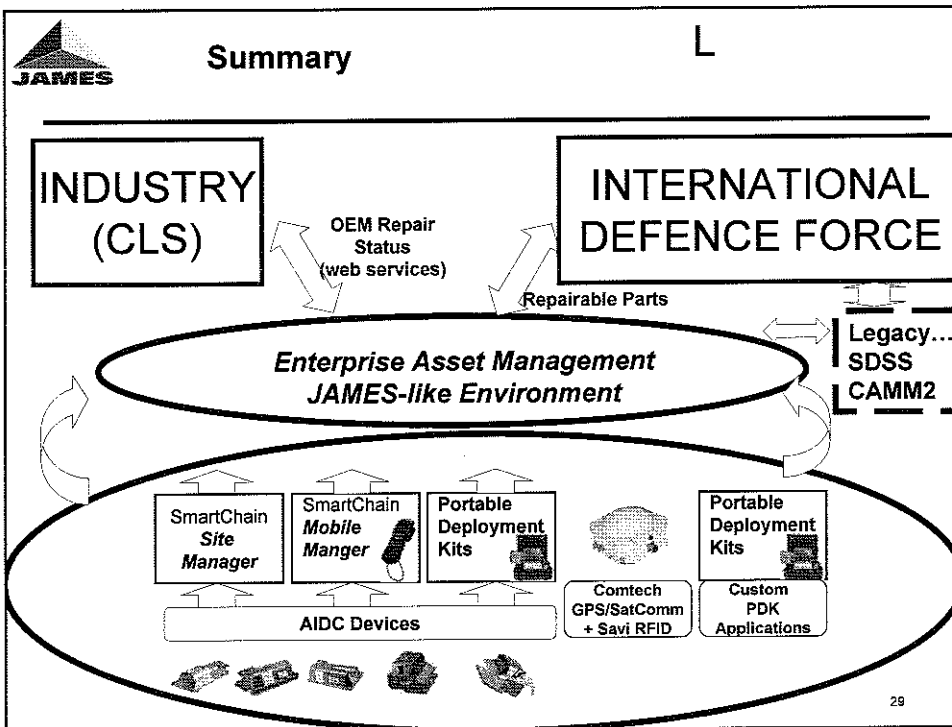 JAMES
Summary
L
INDUSTRY
(CLS)
OEM Repair
Status
(web services)
INTERNATIONAL
DEFENCE FORCE
Repairable Parts
Legacy…
SDSS
CAMM2
Enterprise Asset Management
JAMES-like Environment
SmartChain
Site
Manager
SmartChain
Mobile
Manger
Portable
Deployment
Kits
Portable
Deployment
Kits
AIDC Devices
Comtech
GPS/SatComm
+ Savi RFID
Custom
PDK
Applications
29